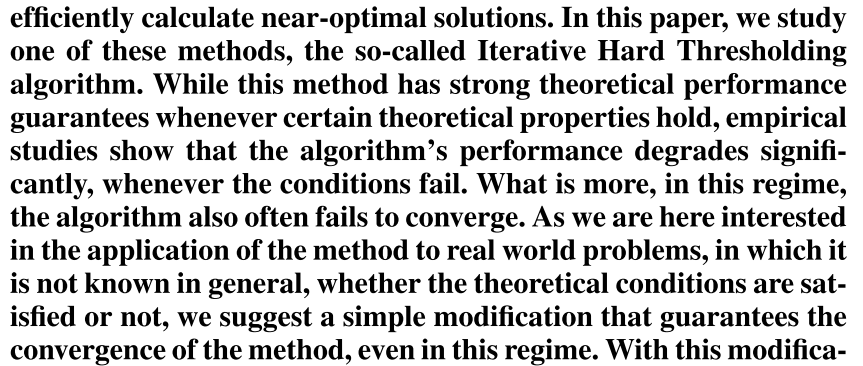 efficiently calculate near-optimal solutions. In this paper, we study
one of these methods, the so-called Iterative Hard Thresholding
algorithm. While this method has strong theoretical performance
guarantees whenever certain theoretical properties hold, empirical
studies show that the algorithm's performance degrades signifi-
cantly, whenever the conditions fail. What is more, in this regime,
the algorithm also often fails to converge. As we are here interested
in the application of the method to real world problems, in which it
is not known in general, whether the theoretical conditions are sat-
isfied or not, we suggest a simple modification that guarantees the
convergence of the method, even in this regime. With this modifica-